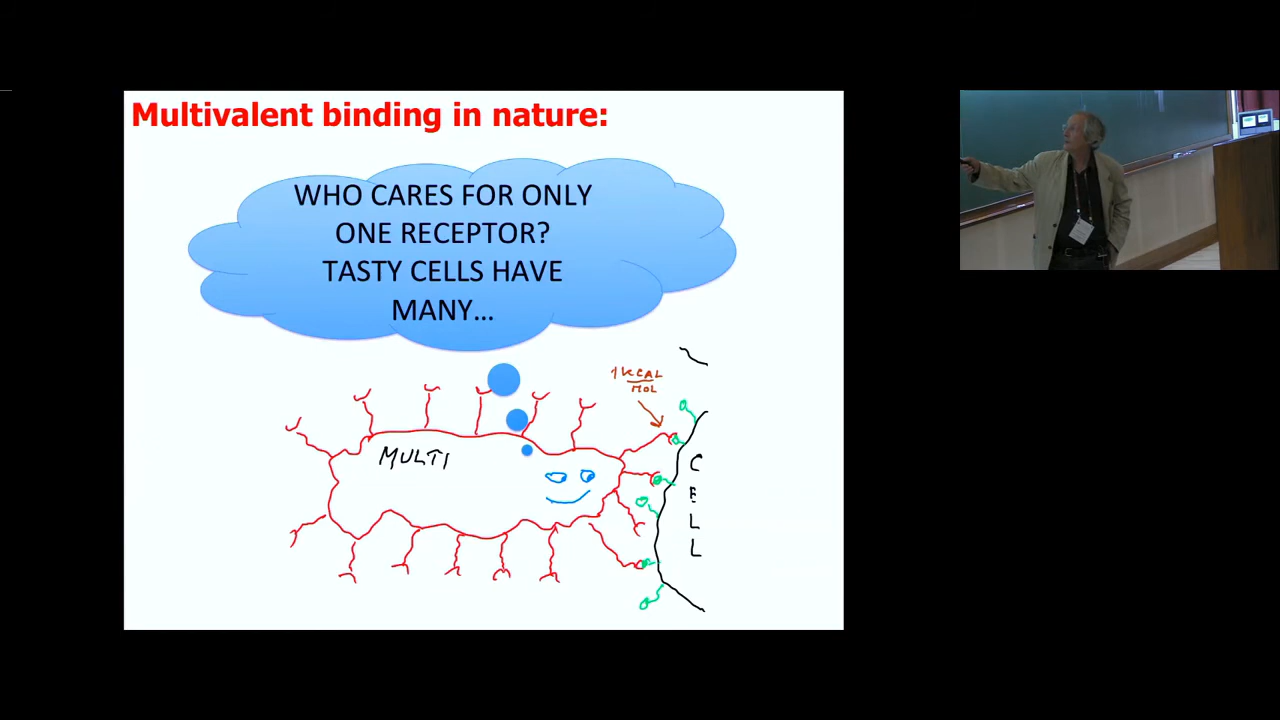 Multivalent binding in nature:
WHO CARES FOR ONLY
ONE RECEPTOR?
TASTY CELLS HAVE
MANY...
1 KCAL
MOL
MULTI
C
E
L
L